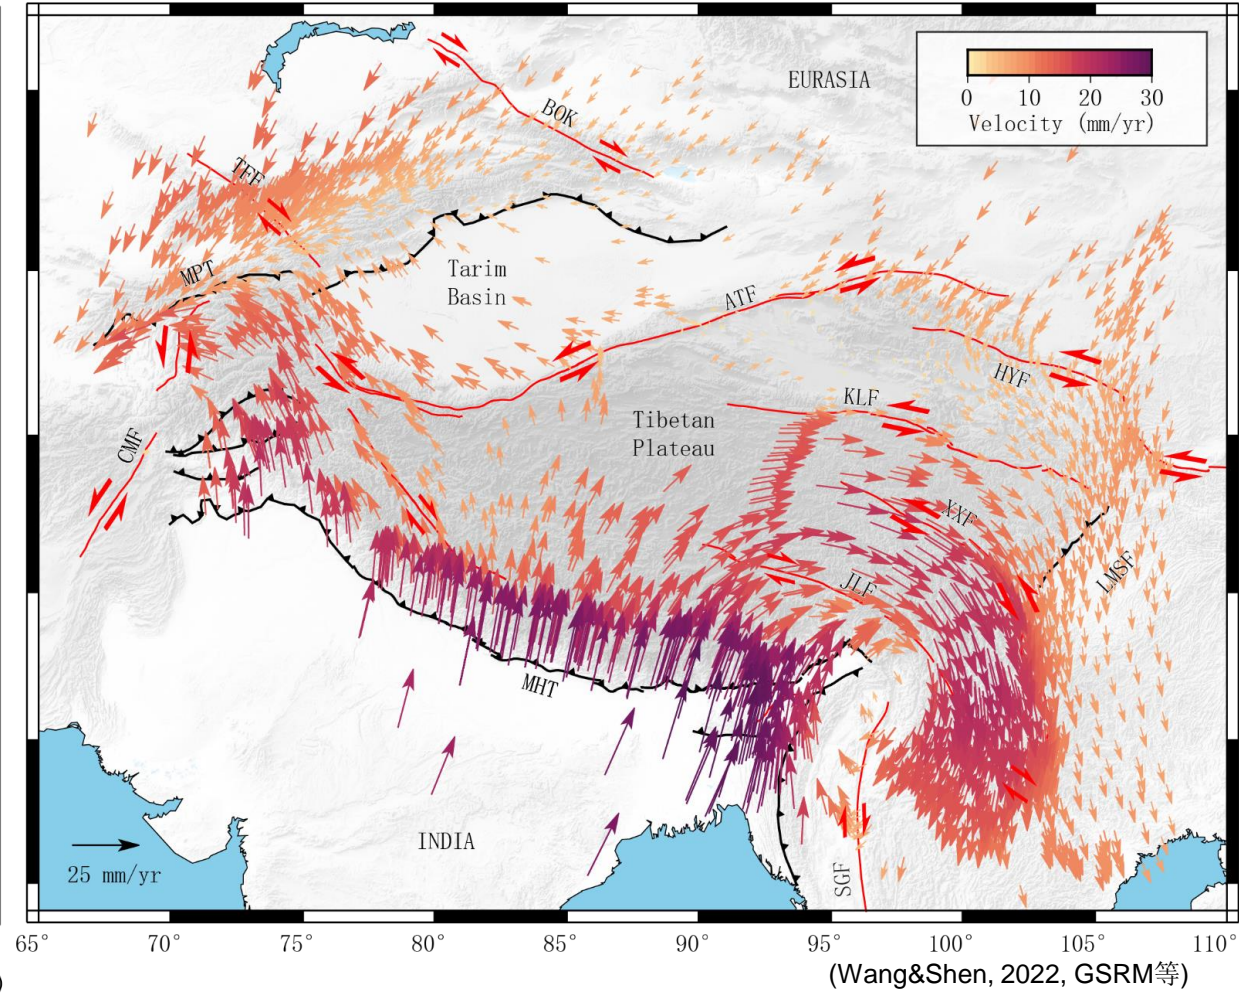 EURASIA
0 10 20 30
Velocity (mm/yr)
BOK
TFF
MPT
Tarim
Basin
ATF
HYF
KLF
Tibetan
Plateau
CMF
XXF
LMSF
JLF
MHT
INDIA
25 mm/yr
SGF
65° 70° 75° 80° 85° 90° 95° 100° 105° 110°
(Wang&Shen, 2022, GSRM等)
)